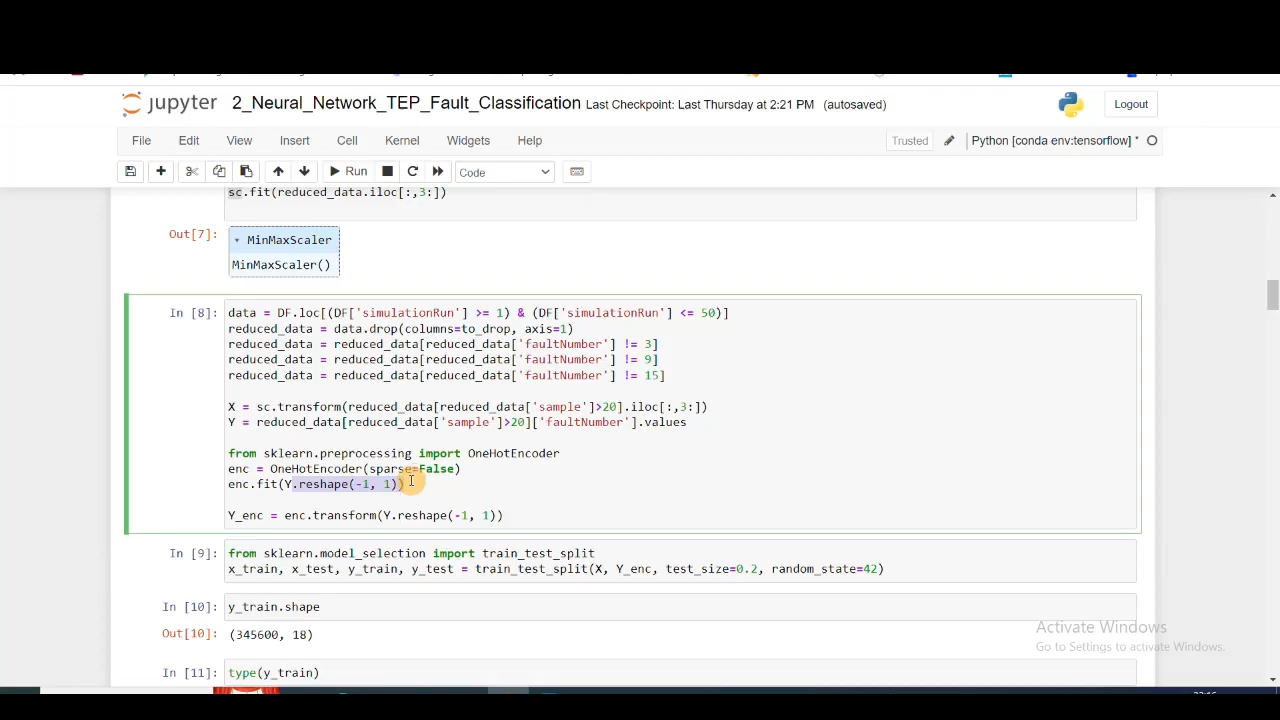 jupyter 2_Neural_Network_TEP_Fault_Classification Last Checkpoint: Last Thursday at 2:21 PM (autosaved) Logout
File Edit View Insert Cell Kernel Widgets Help Trusted Python [conda env:tensorflow] *
Run Code
sc.fit(reduced_data.iloc[:,3:])
Out[7]: MinMaxScaler
MinMaxScaler()
In [8]: data = DF.loc[(DF['simulationRun'] >= 1) & (DF['simulationRun'] <= 50)]
reduced_data = data.drop(columns=to_drop, axis=1)
reduced_data = reduced_data[reduced_data['faultNumber'] != 3]
reduced_data = reduced_data[reduced_data['faultNumber'] != 9]
reduced_data = reduced_data[reduced_data['faultNumber'] != 15]
X = sc.transform(reduced_data[reduced_data['sample']>20].iloc[:,3:])
Y = reduced_data[reduced_data['sample']>20]['faultNumber'].values
from sklearn.preprocessing import OneHotEncoder
enc = OneHotEncoder(sparse=False)
enc.fit(Y.reshape(-1, 1))
Y_enc = enc.transform(Y.reshape(-1, 1))
In [9]: from sklearn.model_selection import train_test_split
x_train, x_test, y_train, y_test = train_test_split(X, Y_enc, test_size=0.2, random_state=42)
In [10]: y_train.shape
Out[10]: (345600, 18)
In [11]: type(y_train)
Activate Windows
Go to Settings to activate Windows.